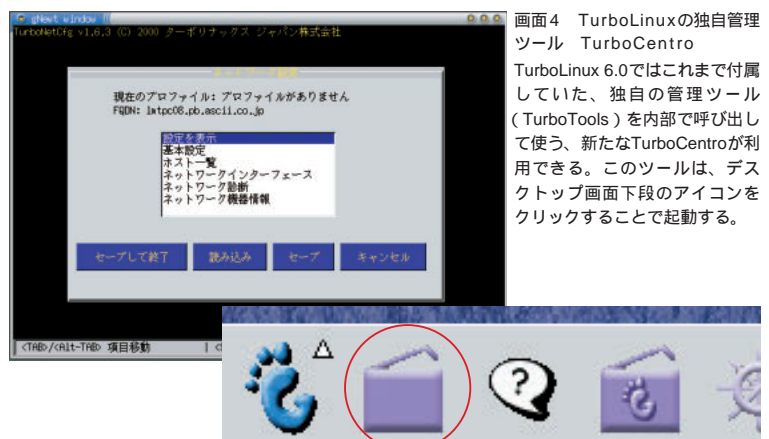 gNewt window
TurboNetCfg v1.6.3 (C) 2000 ターボリナックス ジャパン株式会社
ネットワーク設定
現在のプロファイル: プロファイルがありません
FQDN: lmtpc08.pb.ascii.co.jp
設定を表示
基本設定
ホスト一覧
ネットワークインターフェース
ネットワーク診断
ネットワーク機器情報
セーブして終了 読み込み セーブ キャンセル
<TAB>/<Alt-TAB> 項目移動
画面4 TurboLinuxの独自管理
ツール TurboCentro
TurboLinux 6.0ではこれまで付属
していた、独自の管理ツール
(TurboTools)を内部で呼び出し
て使う、新たなTurboCentroが利
用できる。このツールは、デス
クトップ画面下段のアイコンを
クリックすることで起動する。
?